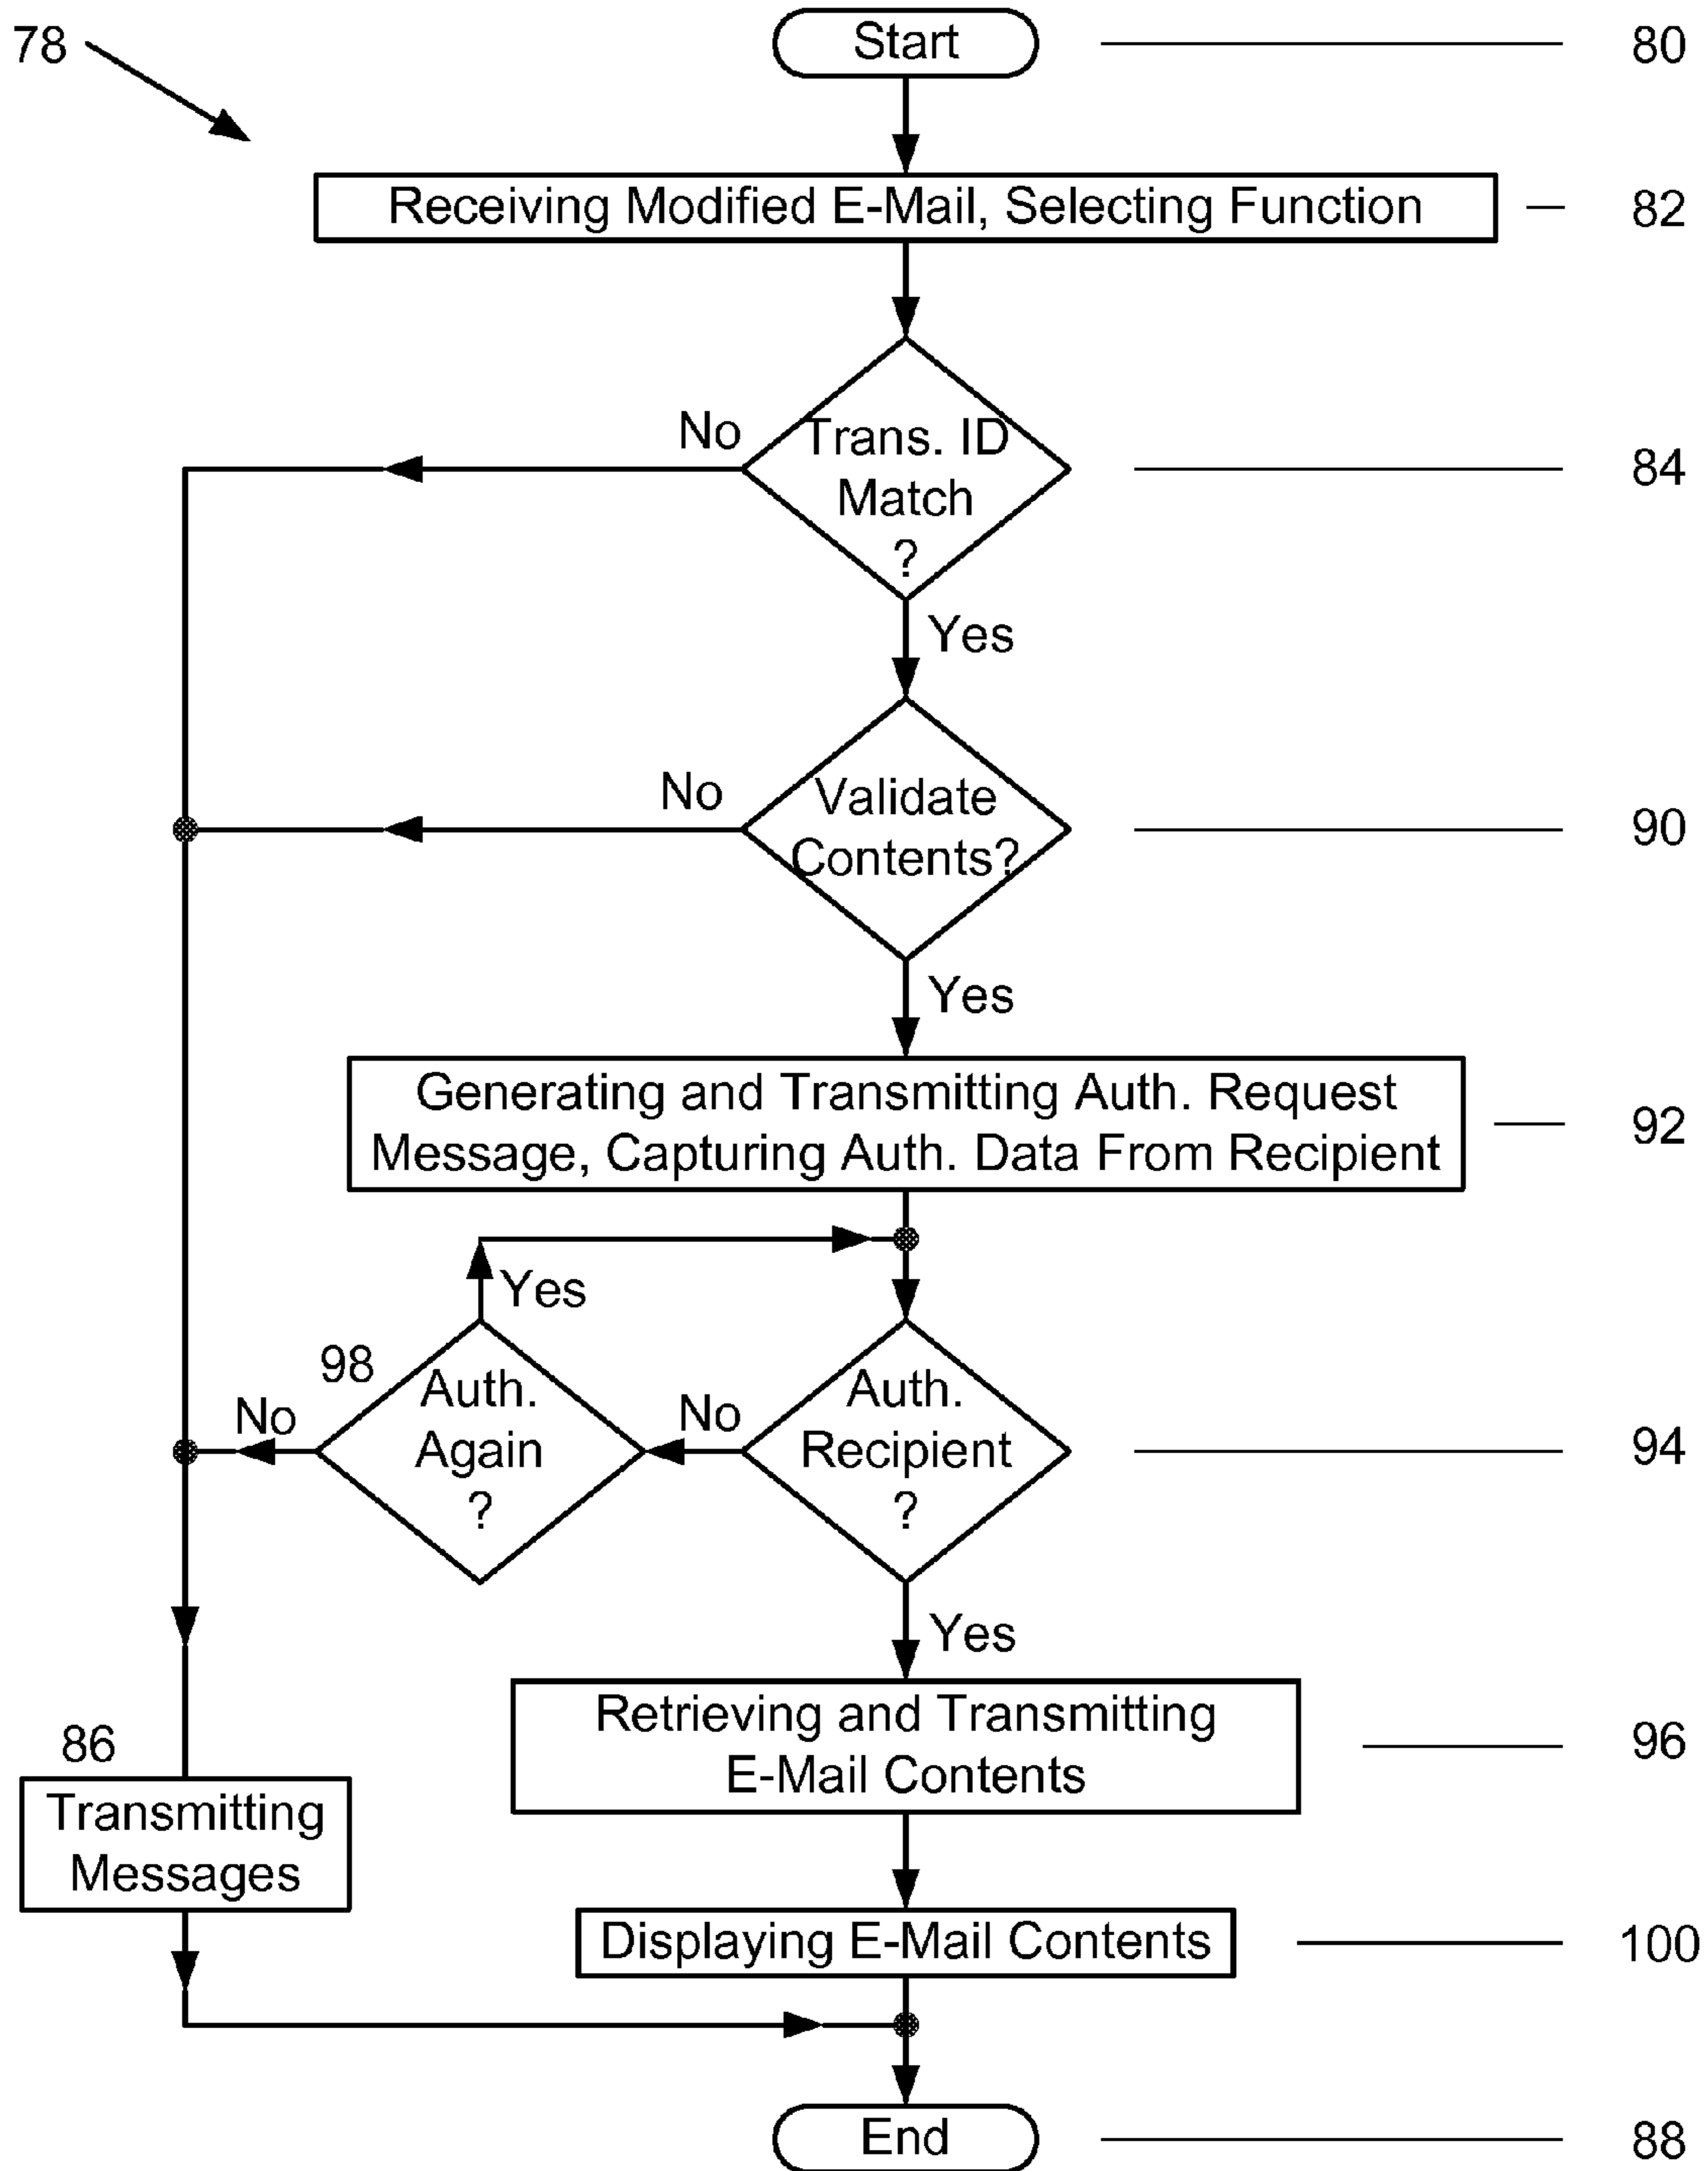 78
Start
80
Receiving Modified E-Mail, Selecting Function
82
No
Trans. ID
Match
?
84
Yes
No
Validate
Contents?
90
Yes
Generating and Transmitting Auth. Request
Message, Capturing Auth. Data From Recipient
92
Yes
98
Auth.
Again
?
No
No
Auth.
Recipient
?
94
Yes
Retrieving and Transmitting
E-Mail Contents
96
86
Transmitting
Messages
Displaying E-Mail Contents
100
End
88